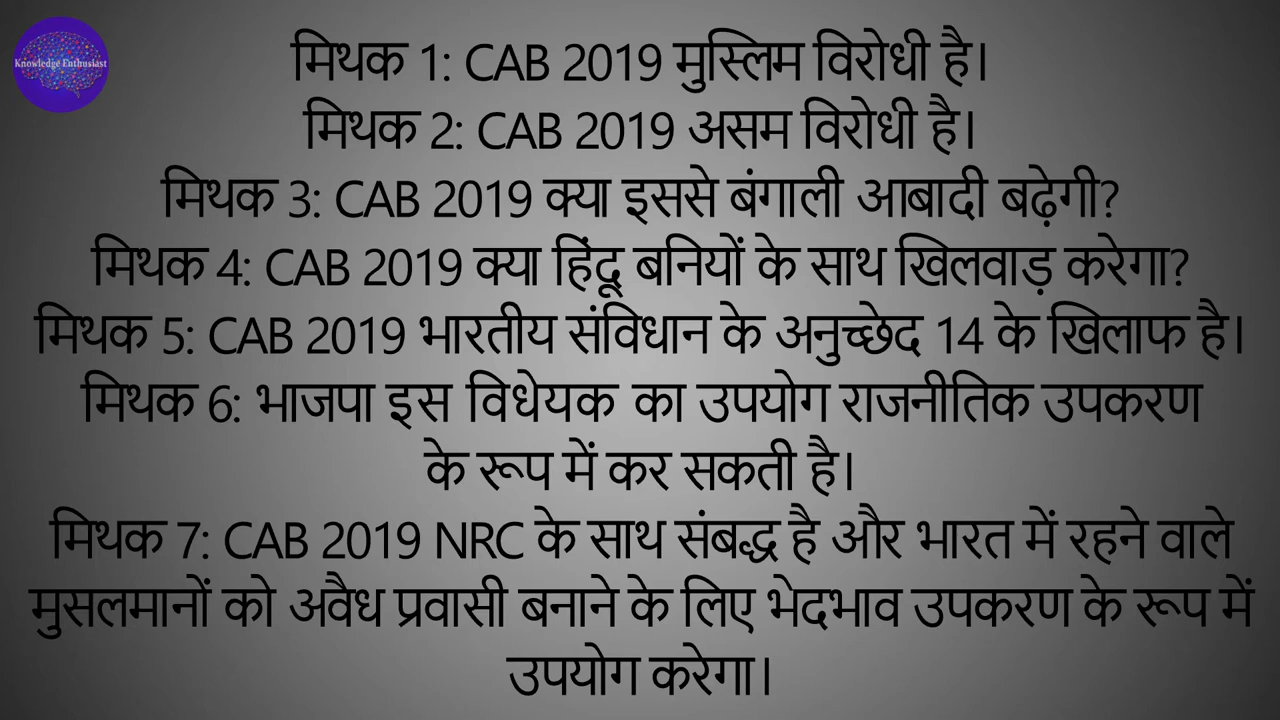 Knowledge Enthusiast
मिथक 1: CAB 2019 मुस्लिम विरोधी है।
मिथक 2: CAB 2019 असम विरोधी है।
मिथक 3: CAB 2019 क्या इससे बंगाली आबादी बढ़ेगी?
मिथक 4: CAB 2019 क्या हिंदू बनियों के साथ खिलवाड़ करेगा?
मिथक 5: CAB 2019 भारतीय संविधान के अनुच्छेद 14 के खिलाफ है।
मिथक 6: भाजपा इस विधेयक का उपयोग राजनीतिक उपकरण
के रूप में कर सकती है।
मिथक 7: CAB 2019 NRC के साथ संबद्ध है और भारत में रहने वाले
मुसलमानों को अवैध प्रवासी बनाने के लिए भेदभाव उपकरण के रूप में
उपयोग करेगा।